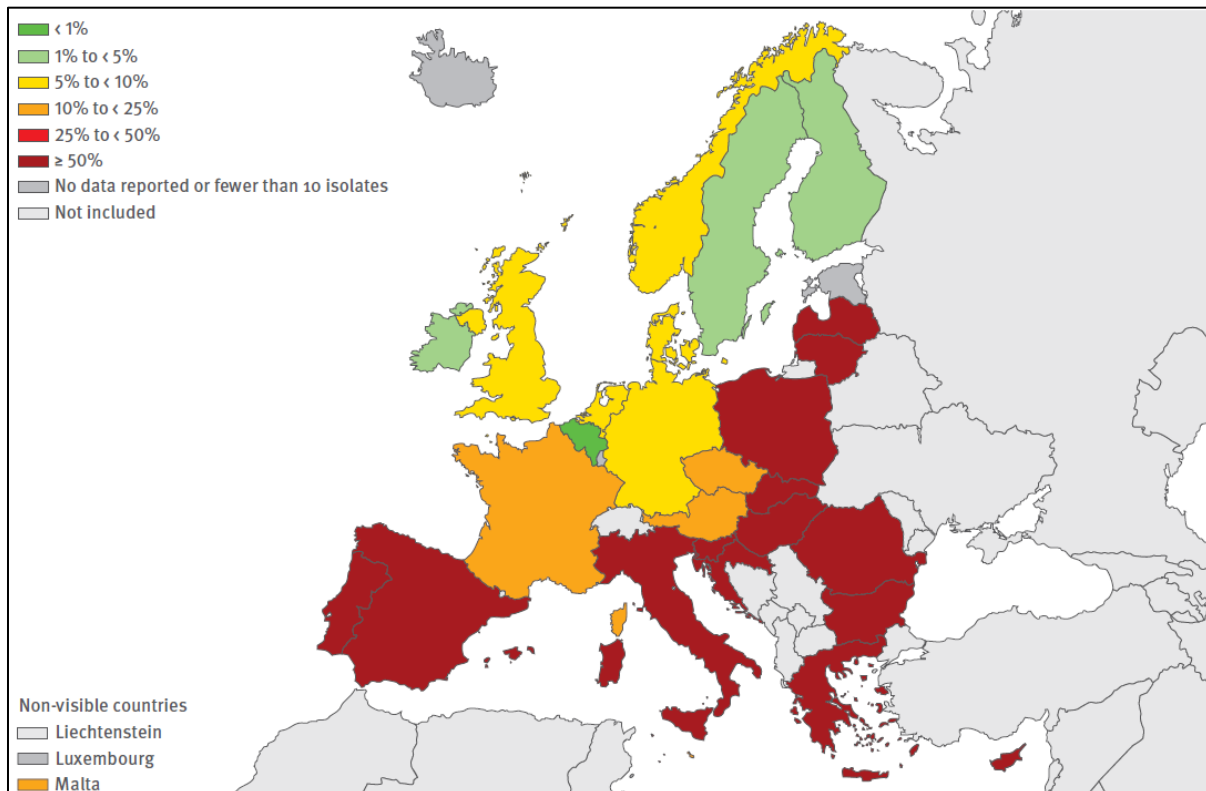 < 1%
1% to < 5%
5% to < 10%
10% to < 25%
25% to < 50%
≥ 50%
No data reported or fewer than 10 isolates
Not included
Non-visible countries
Liechtenstein
Luxembourg
Malta